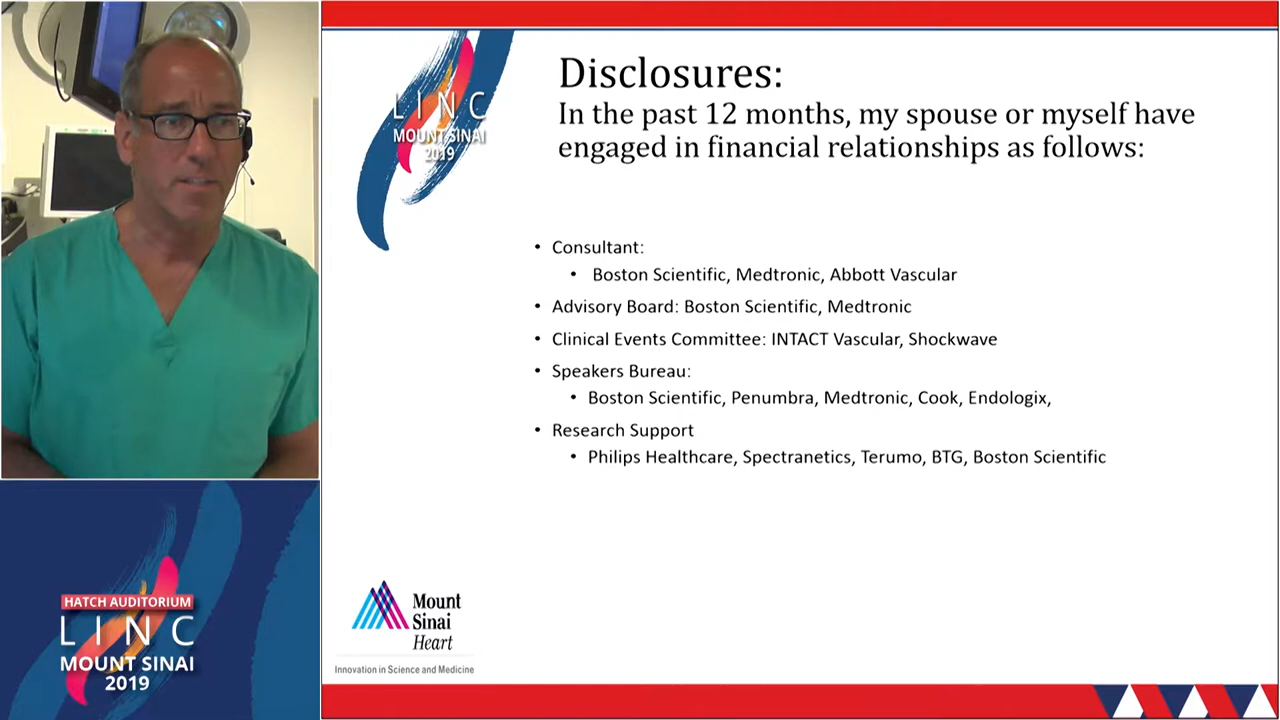 Disclosures:
In the past 12 months, my spouse or myself have
engaged in financial relationships as follows:
LINC
MOUNT SINAI
2019
• Consultant:
• Boston Scientific, Medtronic, Abbott Vascular
• Advisory Board: Boston Scientific, Medtronic
• Clinical Events Committee: INTACT Vascular, Shockwave
• Speakers Bureau:
• Boston Scientific, Penumbra, Medtronic, Cook, Endologix,
• Research Support
• Philips Healthcare, Spectranetics, Terumo, BTG, Boston Scientific
Mount
Sinai
Heart
Innovation in Science and Medicine
HATCH AUDITORIUM
LINC
MOUNT SINAI
2019